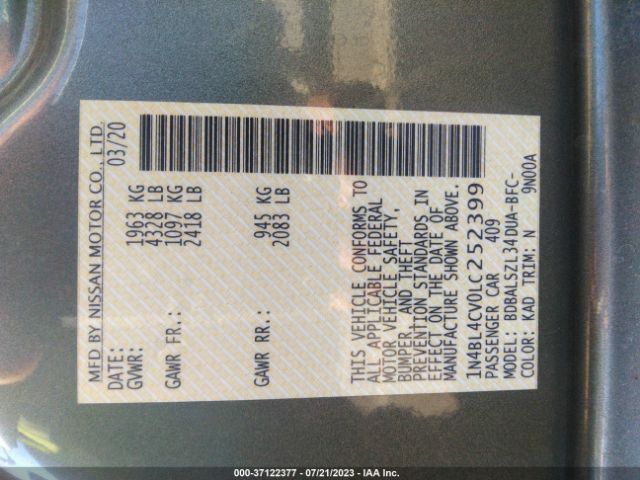 MFD BY NISSAN MOTOR CO., LTD.
DATE: 03/20
GVWR: 1963 KG
4328 LB
GAWR FR.: 1097 KG
2418 LB
GAWR RR.: 945 KG
2083 LB
THIS VEHICLE CONFORMS TO
ALL APPLICABLE FEDERAL
MOTOR VEHICLE SAFETY,
BUMPER, AND THEFT
PREVENTION STANDARDS IN
EFFECT ON THE DATE OF
MANUFACTURE SHOWN ABOVE.
1N4BL4CV0LC252399
PASSENGER CAR 409
MODEL: BDBALSZL34DUA-BFC-
COLOR: KAD TRIM: N 9N00A
000-37122377 / 07/21/2023 - IAA Inc.